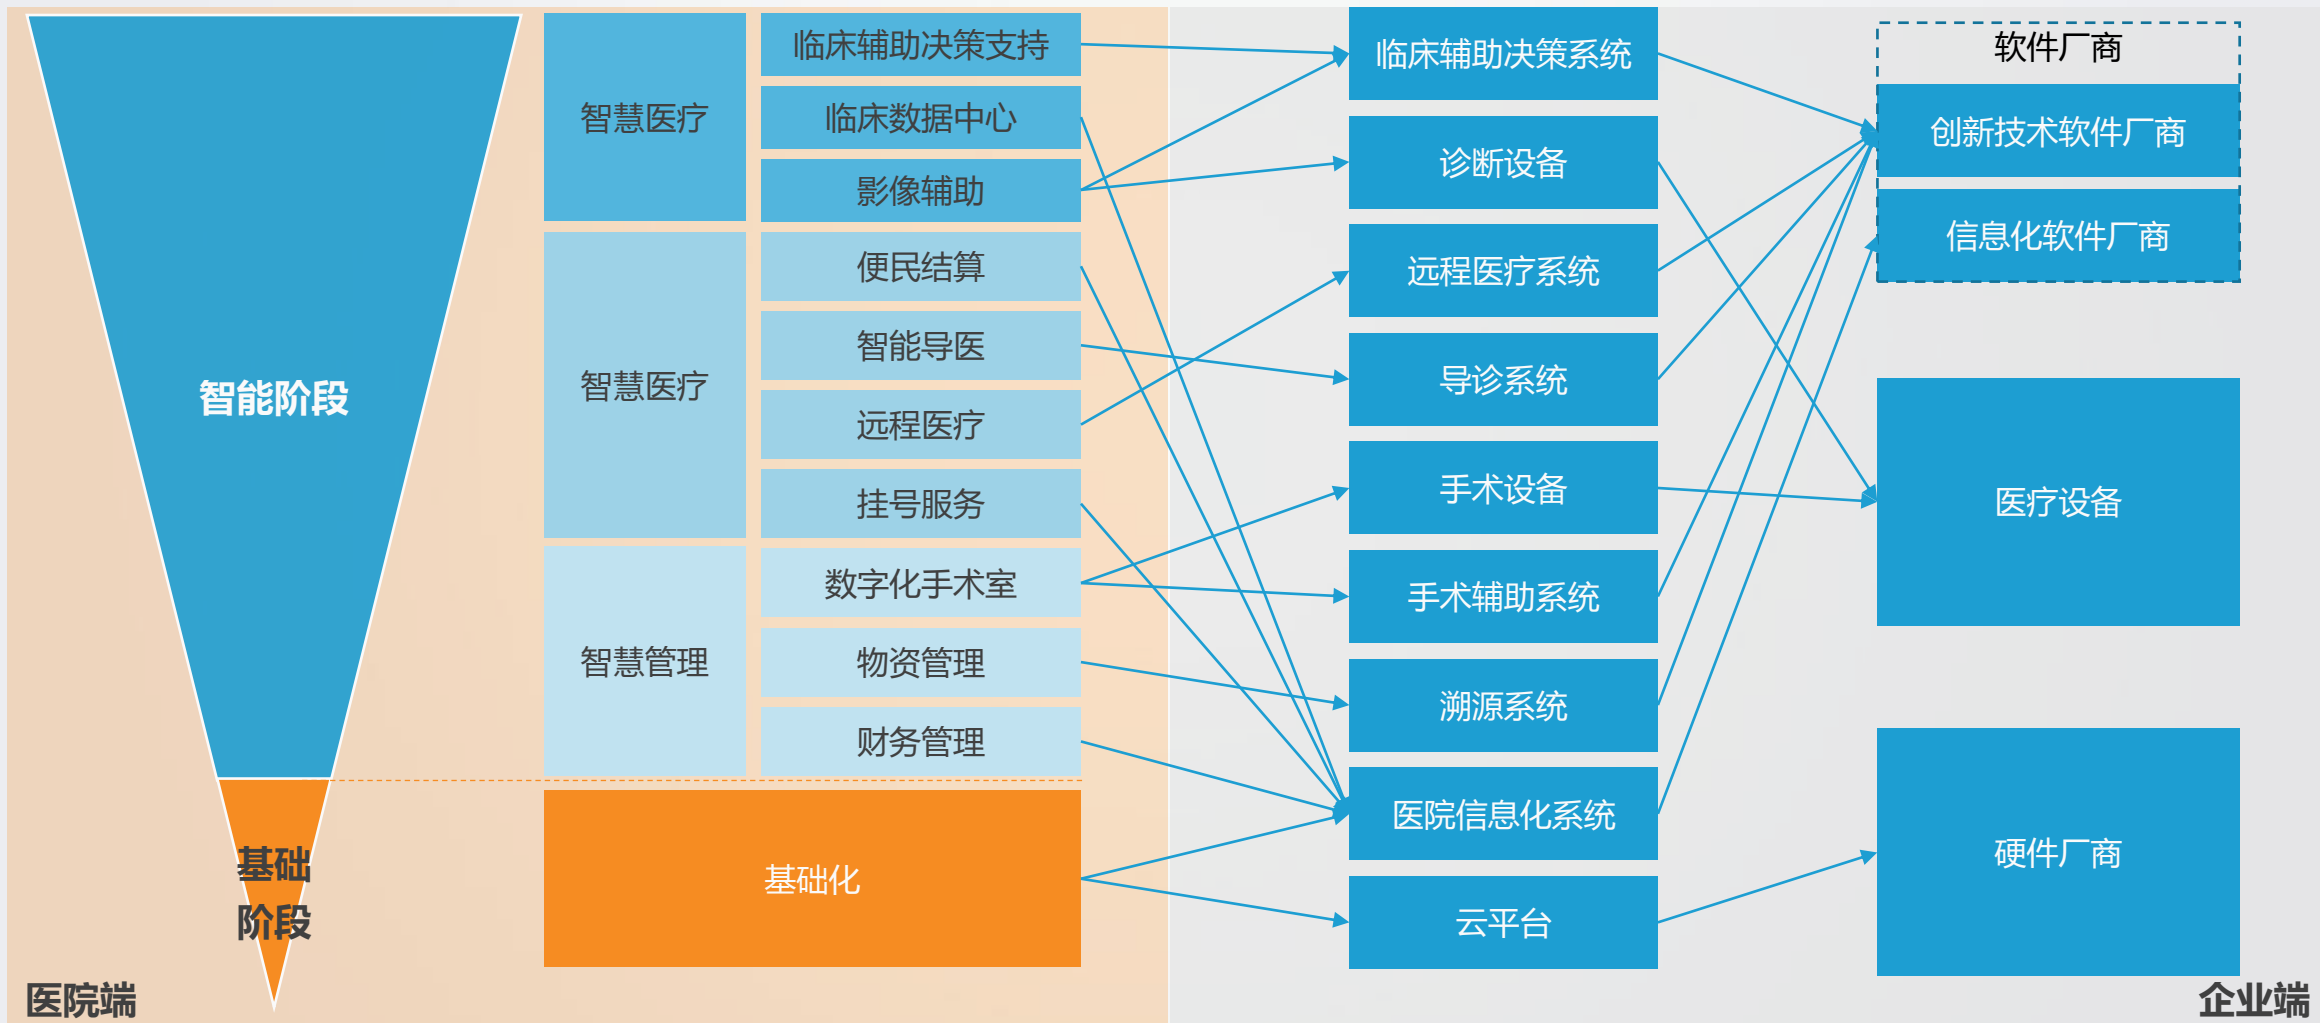 智能阶段
基础
阶段
医院端
智慧医疗
临床辅助决策支持
临床数据中心
影像辅助
智慧医疗
便民结算
智能导医
远程医疗
挂号服务
智慧管理
数字化手术室
物资管理
财务管理
基础化
临床辅助决策系统
诊断设备
远程医疗系统
导诊系统
手术设备
手术辅助系统
溯源系统
医院信息化系统
云平台
软件厂商
创新技术软件厂商
信息化软件厂商
医疗设备
硬件厂商
企业端